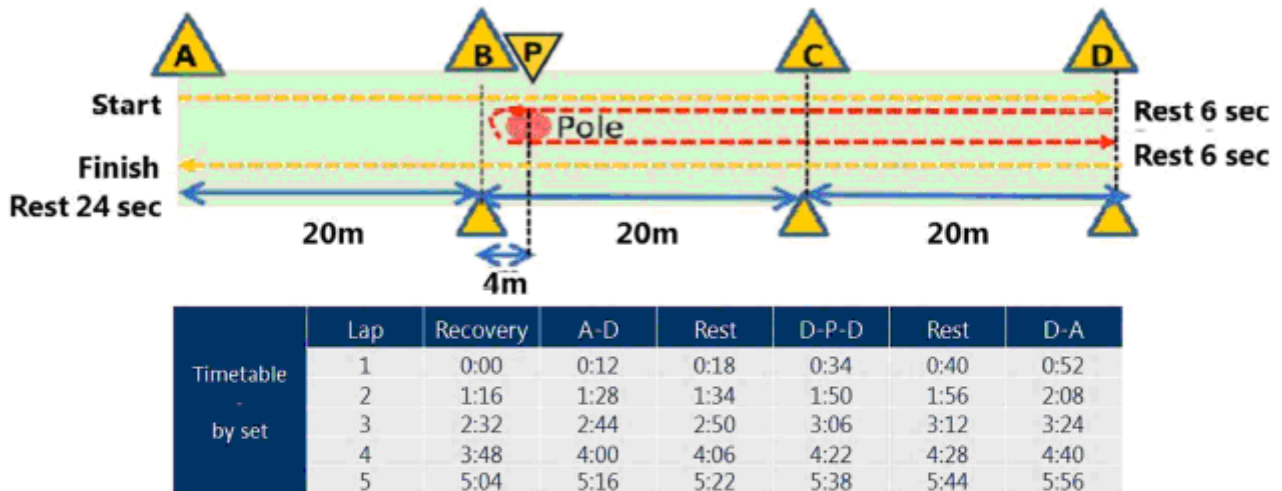 A B P C D
Start
Pole
Rest 6 sec
Finish
Rest 6 sec
Rest 24 sec
20m 20m 20m
4m
Timetable - by set
Lap Recovery A-D Rest D-P-D Rest D-A
1 0:00 0:12 0:18 0:34 0:40 0:52
2 1:16 1:28 1:34 1:50 1:56 2:08
3 2:32 2:44 2:50 3:06 3:12 3:24
4 3:48 4:00 4:06 4:22 4:28 4:40
5 5:04 5:16 5:22 5:38 5:44 5:56